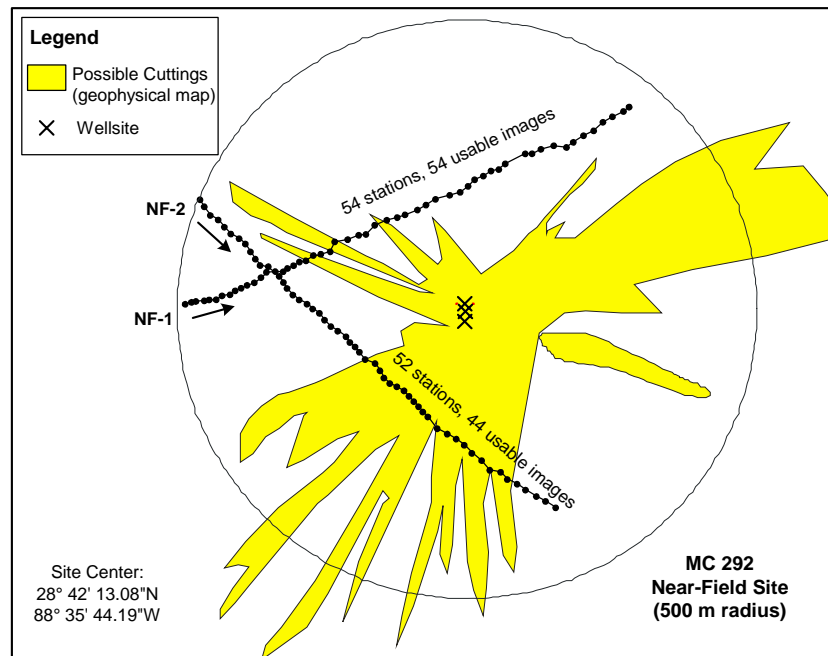 Legend
Possible Cuttings
(geophysical map)
Wellsite
54 stations, 54 usable images
NF-2
NF-1
52 stations, 44 usable images
Site Center:
28° 42' 13.08"N
88° 35' 44.19"W
MC 292
Near-Field Site
(500 m radius)